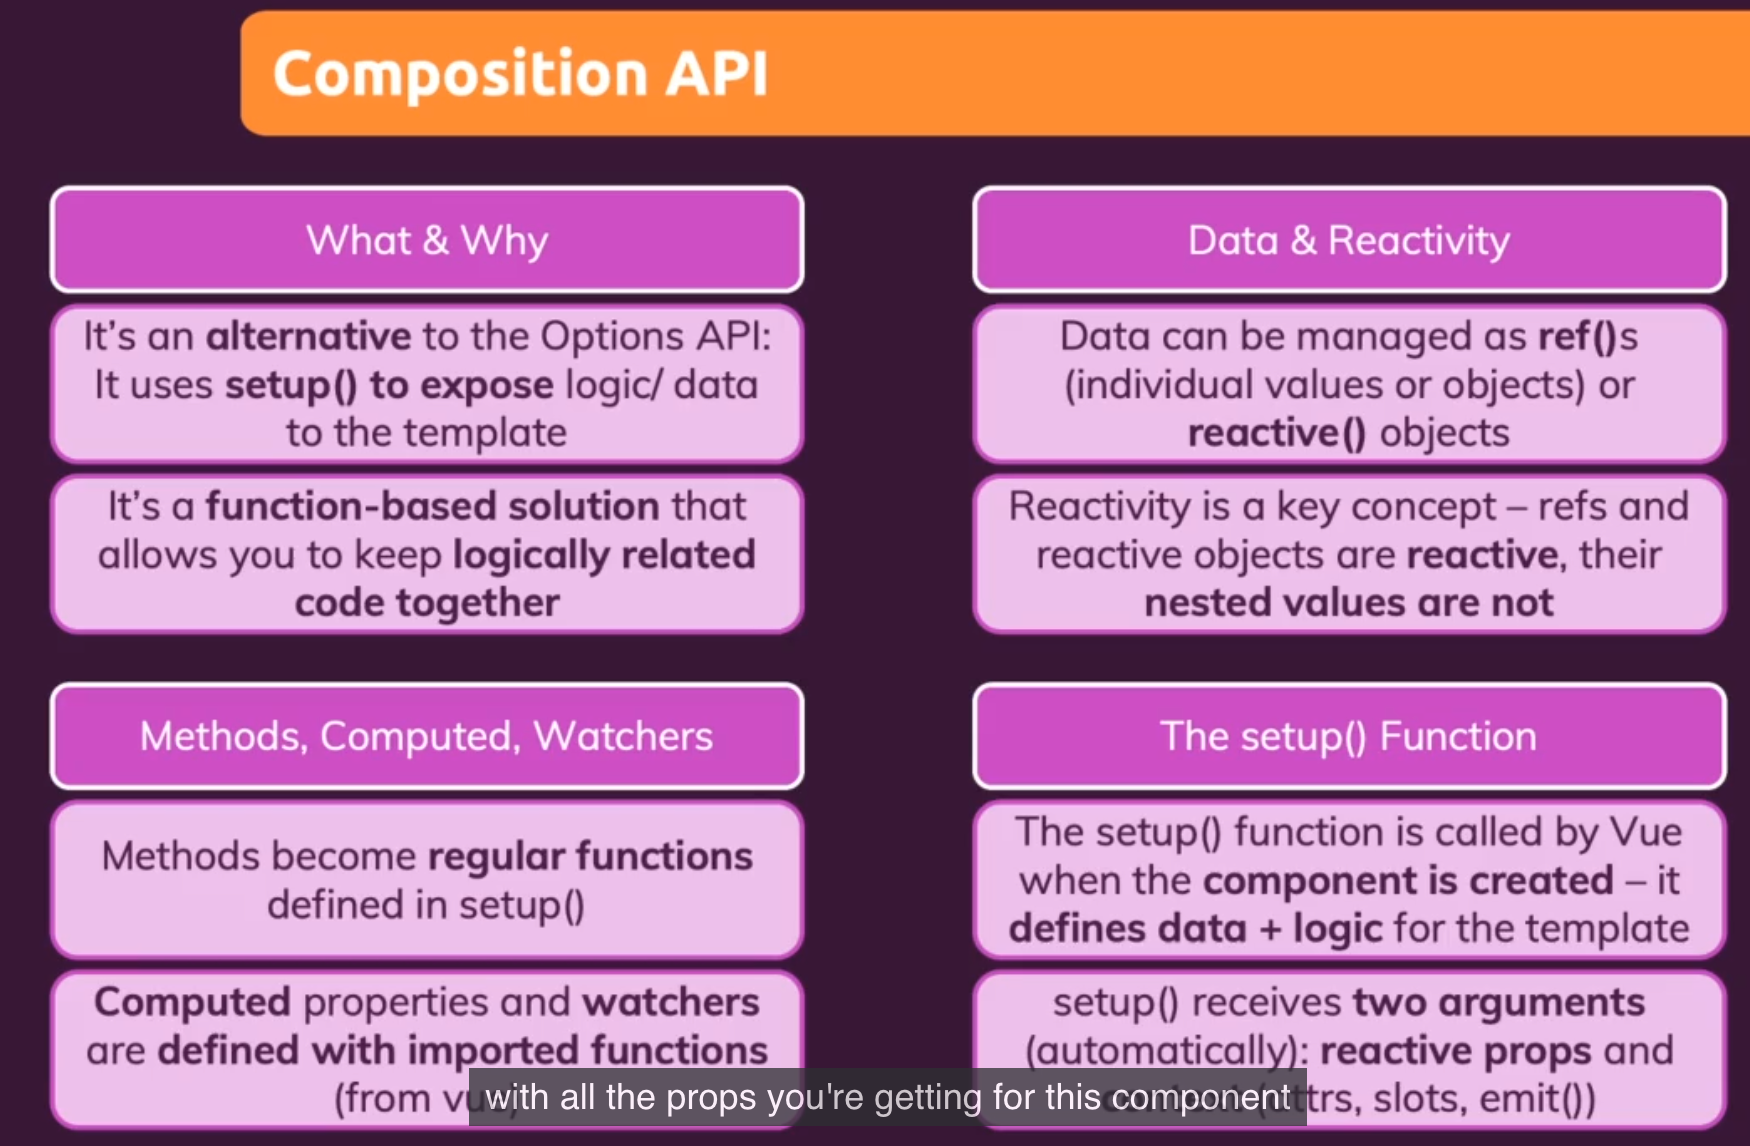 Composition API
What & Why
It's an alternative to the Options API:
It uses setup() to expose logic/ data
to the template
It's a function-based solution that
allows you to keep logically related
code together
Data & Reactivity
Data can be managed as ref()s
(individual values or objects) or
reactive() objects
Reactivity is a key concept – refs and
reactive objects are reactive, their
nested values are not
Methods, Computed, Watchers
Methods become regular functions
defined in setup()
Computed properties and watchers
are defined with imported functions
(from vue)
The setup() Function
The setup() function is called by Vue
when the component is created – it
defines data + logic for the template
setup() receives two arguments
(automatically): reactive props and
context (attrs, slots, emit())
with all the props you're getting for this component